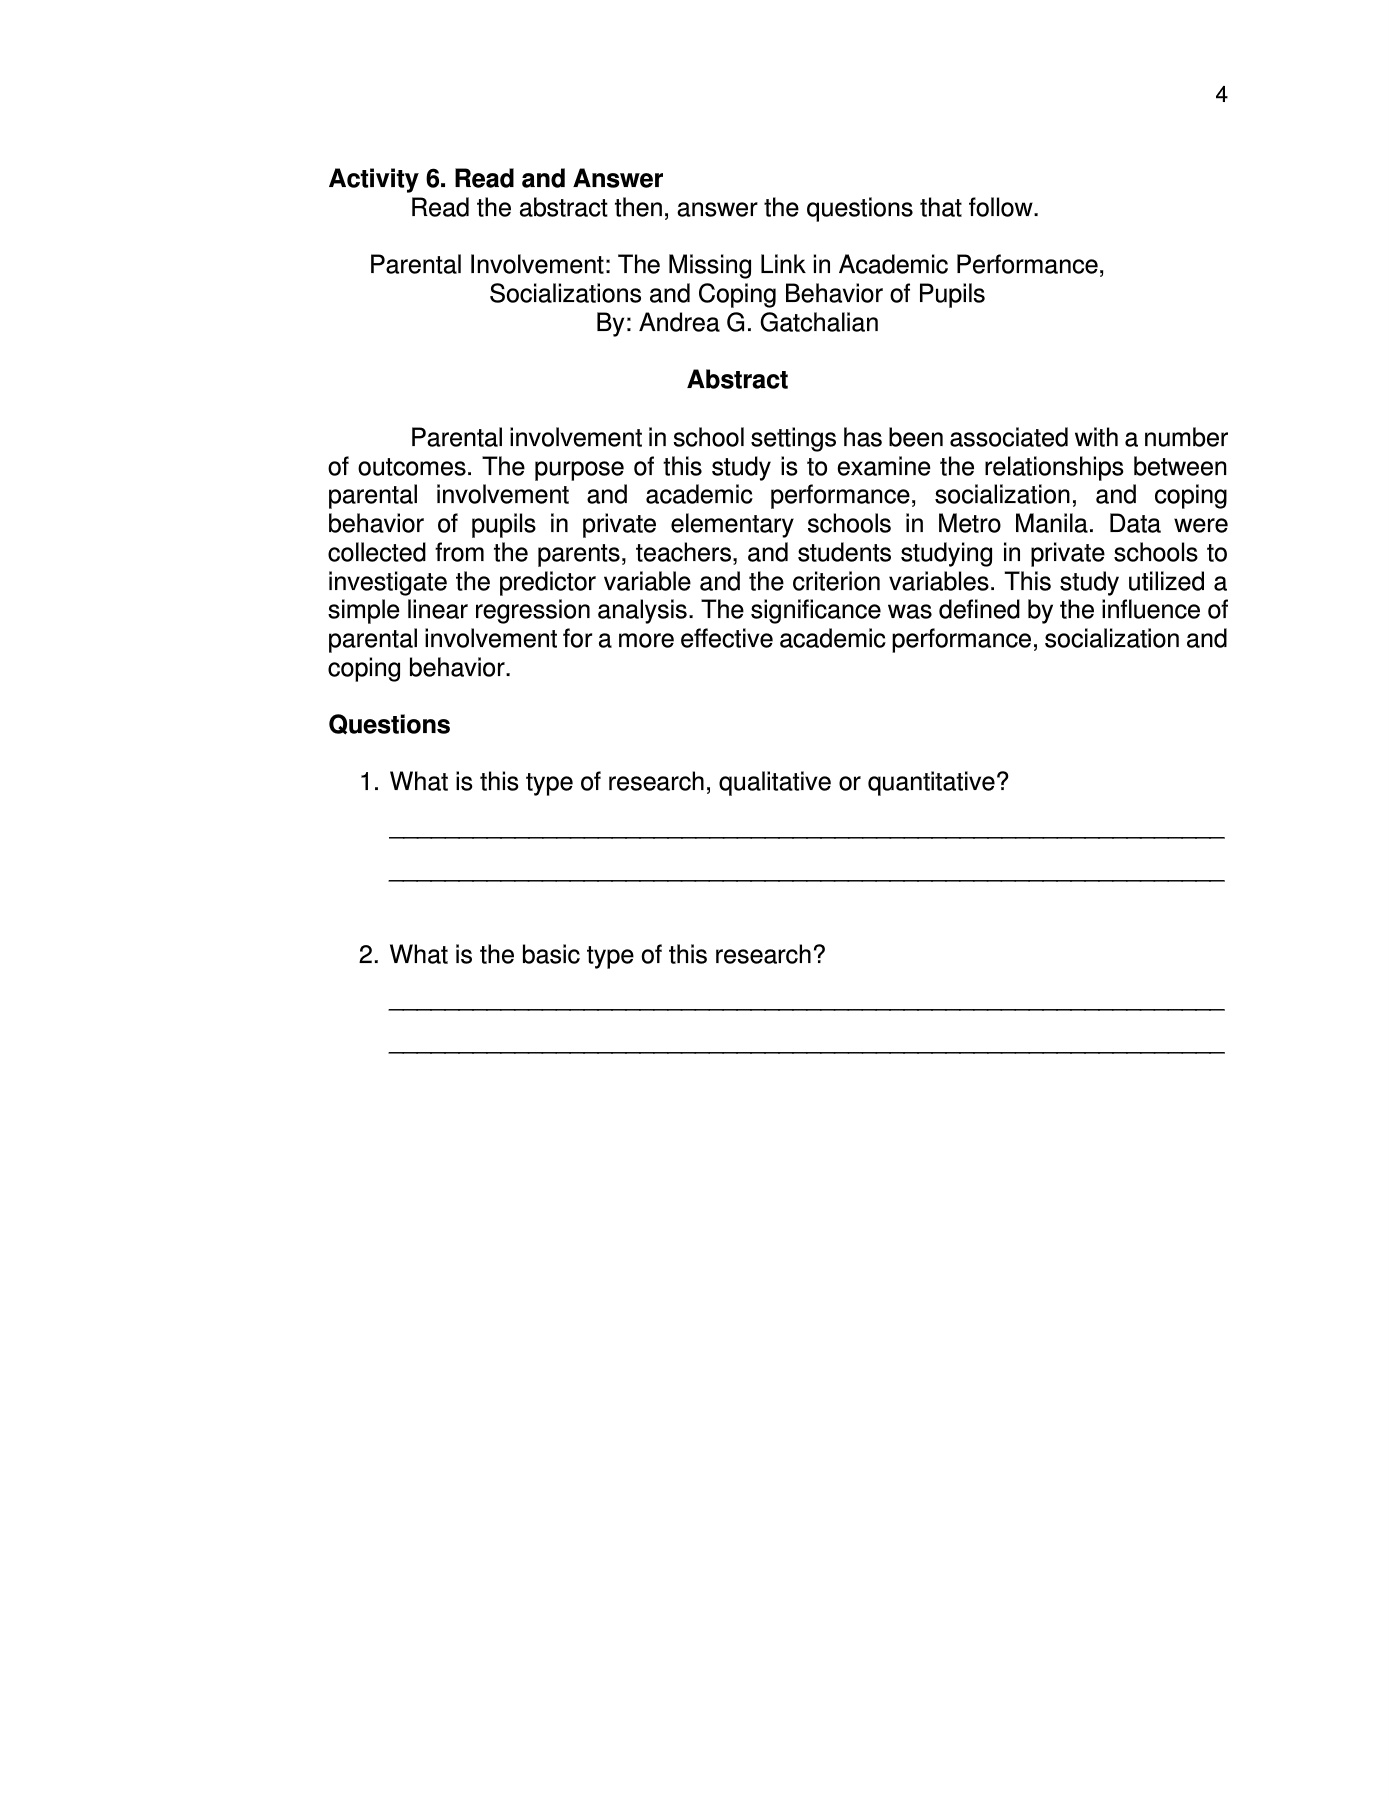 4
Activity 6. Read and Answer
Read the abstract then, answer the questions that follow.
Parental Involvement: The Missing Link in Academic Performance,
Socializations and Coping Behavior of Pupils
By: Andrea G. Gatchalian
Abstract
Parental involvement in school settings has been associated with a number
of outcomes. The purpose of this study is to examine the relationships between
parental involvement and academic performance, socialization, and coping
behavior of pupils in private elementary schools in Metro Manila. Data were
collected from the parents, teachers, and students studying in private schools to
investigate the predictor variable and the criterion variables. This study utilized a
simple linear regression analysis. The significance was defined by the influence of
parental involvement for a more effective academic performance, socialization and
coping behavior.
Questions
1. What is this type of research, qualitative or quantitative?
2. What is the basic type of this research?